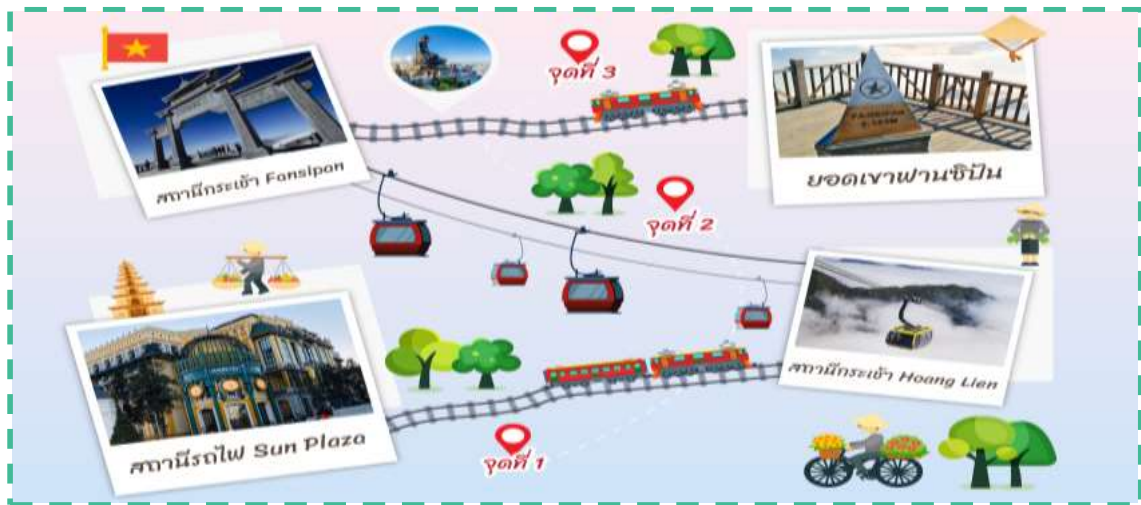 จุดที่ 3
สถานีกระเช้า Fansipan
FANSIPAN
3.143M
ยอดเขาฟานซิปัน
จุดที่ 2
สถานีกระเช้า Hoang Lien
สถานีรถไฟ Sun Plaza
จุดที่ 1